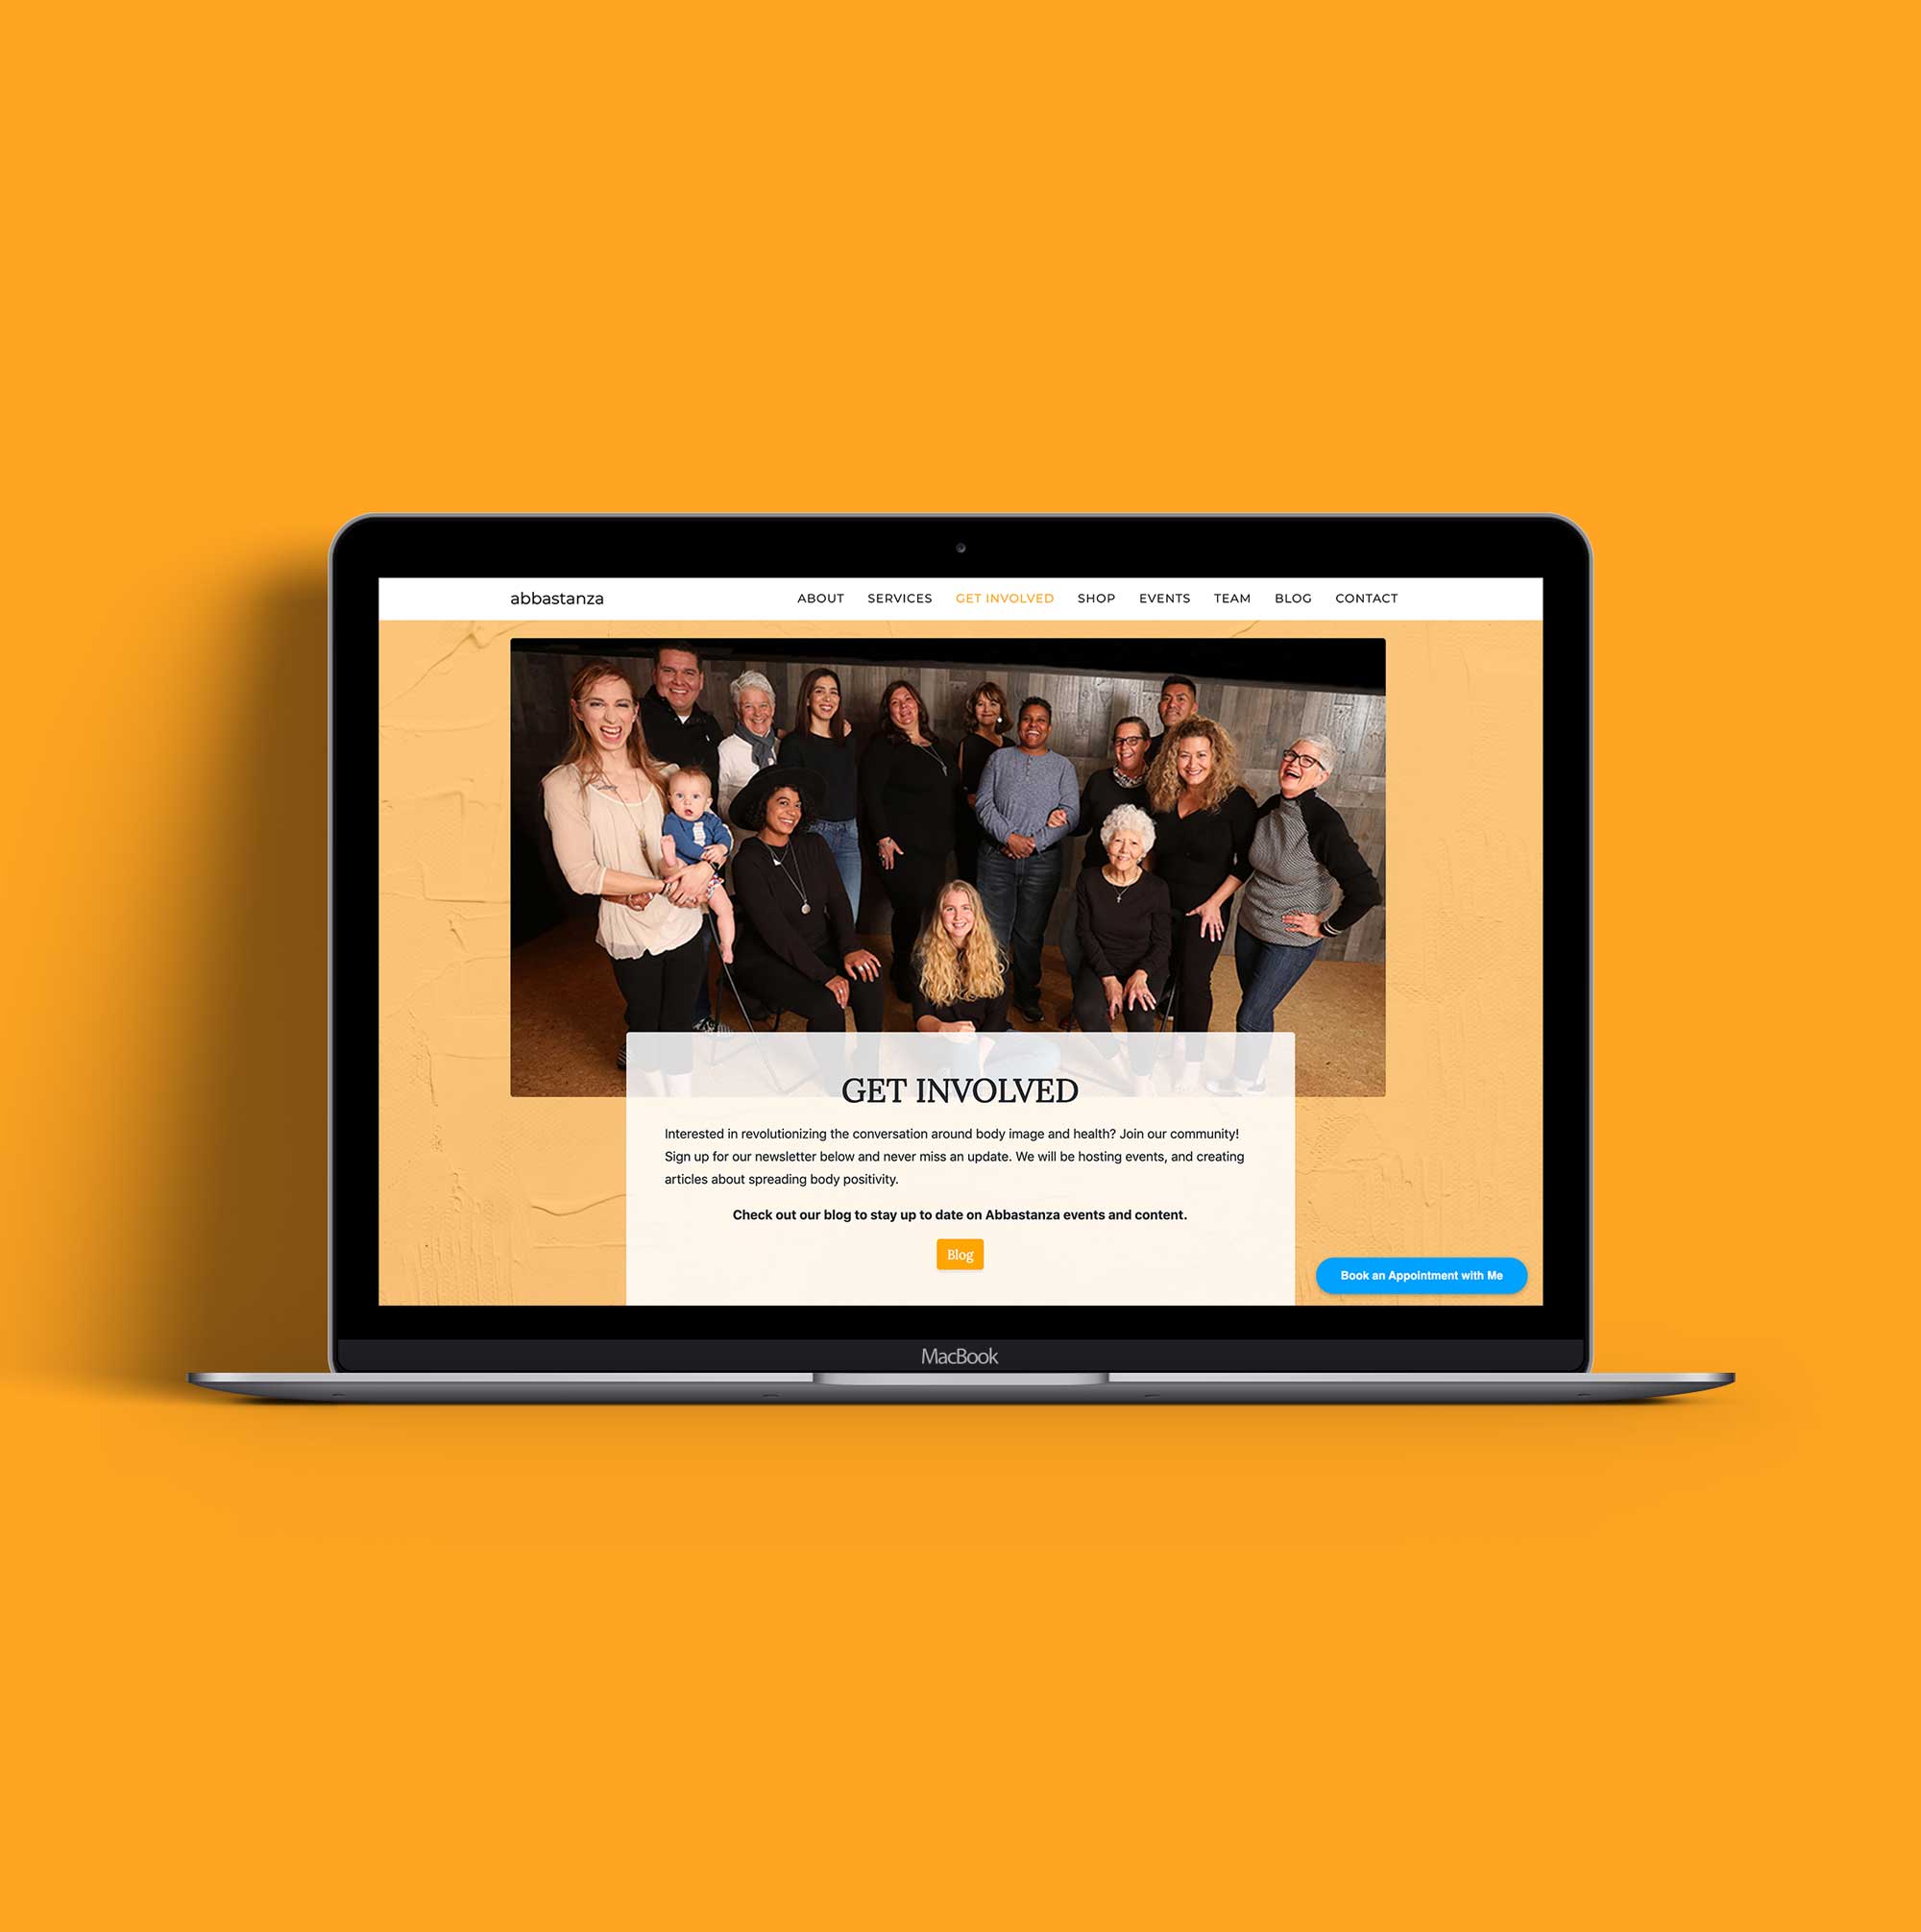 abbastanza
ABOUT SERVICES GET INVOLVED SHOP EVENTS TEAM BLOG CONTACT
GET INVOLVED
Interested in revolutionizing the conversation around body image and health? Join our community!
Sign up for our newsletter below and never miss an update. We will be hosting events, and creating
articles about spreading body positivity.
Check out our blog to stay up to date on Abbastanza events and content.
Blog
Book an Appointment with Me
MacBook